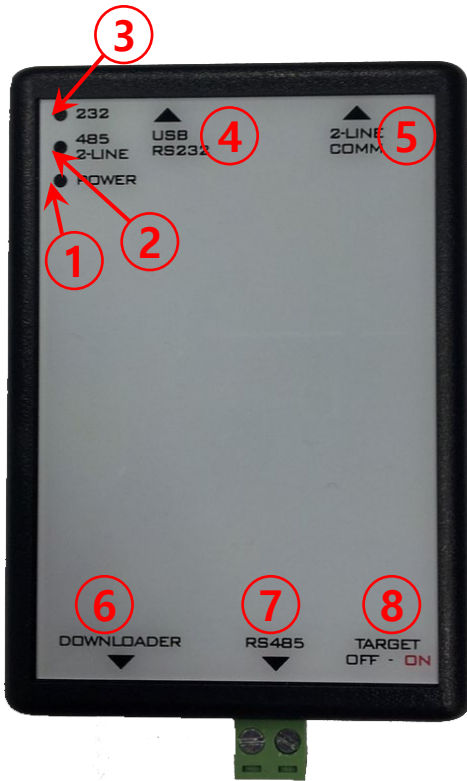 3
232
485
2-LINE
POWER
USB
RS232
4
2-LINE
COMM
5
1
2
6
DOWNLOADER
7
RS485
8
TARGET
OFF - ON